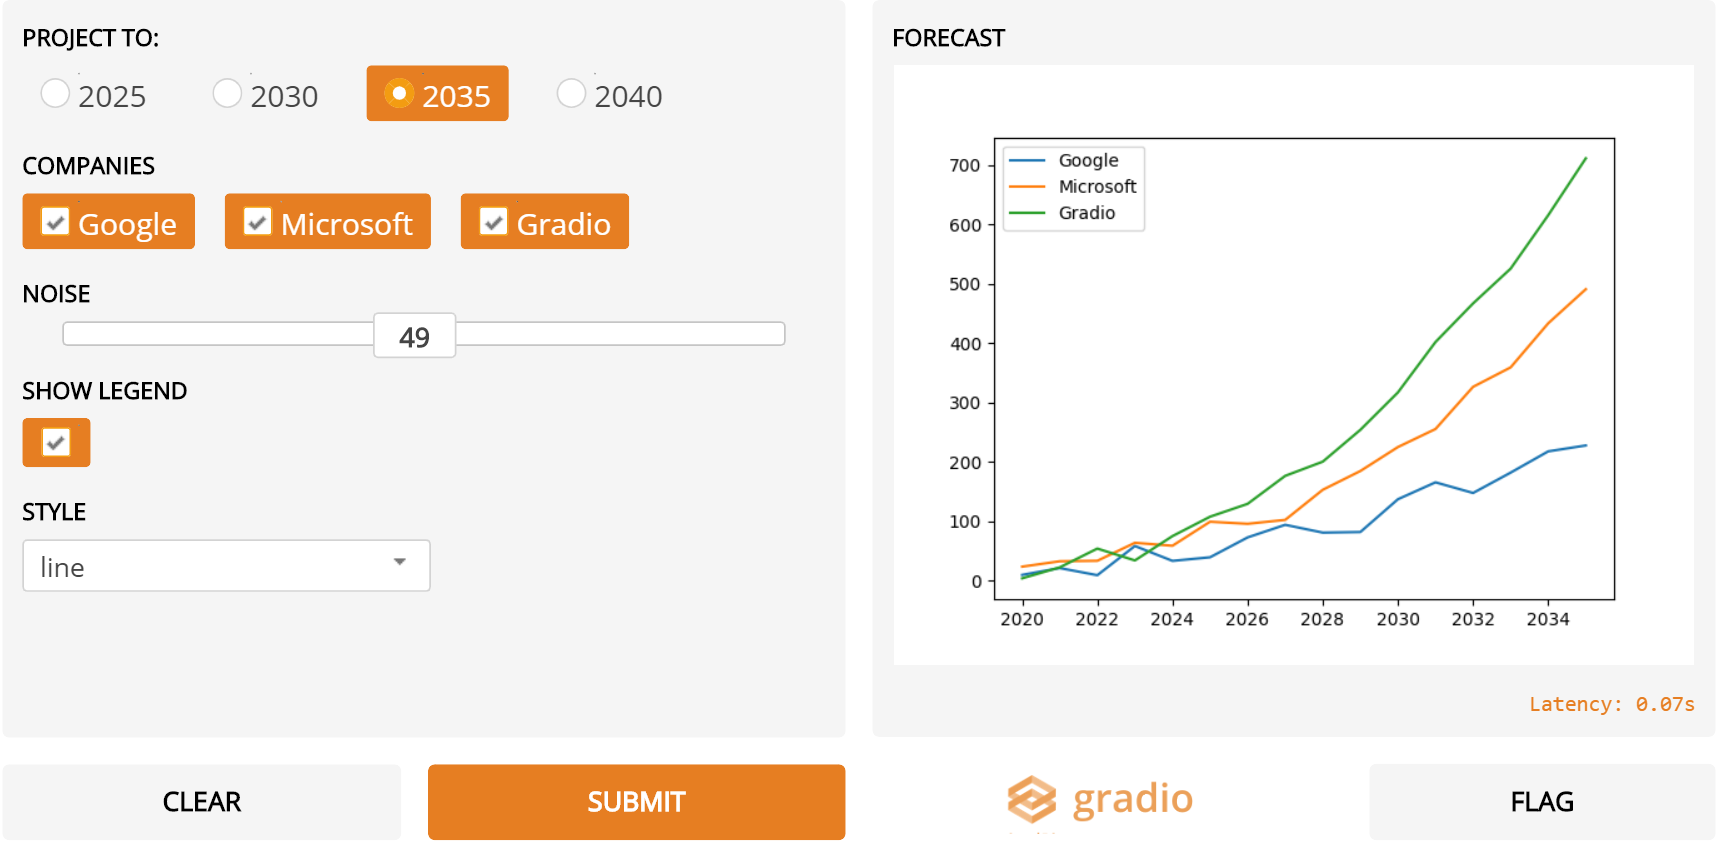 PROJECT TO:
2025 2030 2035 2040
COMPANIES
Google Microsoft Gradio
NOISE
49
SHOW LEGEND
STYLE
line
CLEAR SUBMIT
FORECAST
Google
Microsoft
Gradio
700
600
500
400
300
200
100
0
2020 2022 2024 2026 2028 2030 2032 2034
Latency: 0.07s
gradio
FLAG